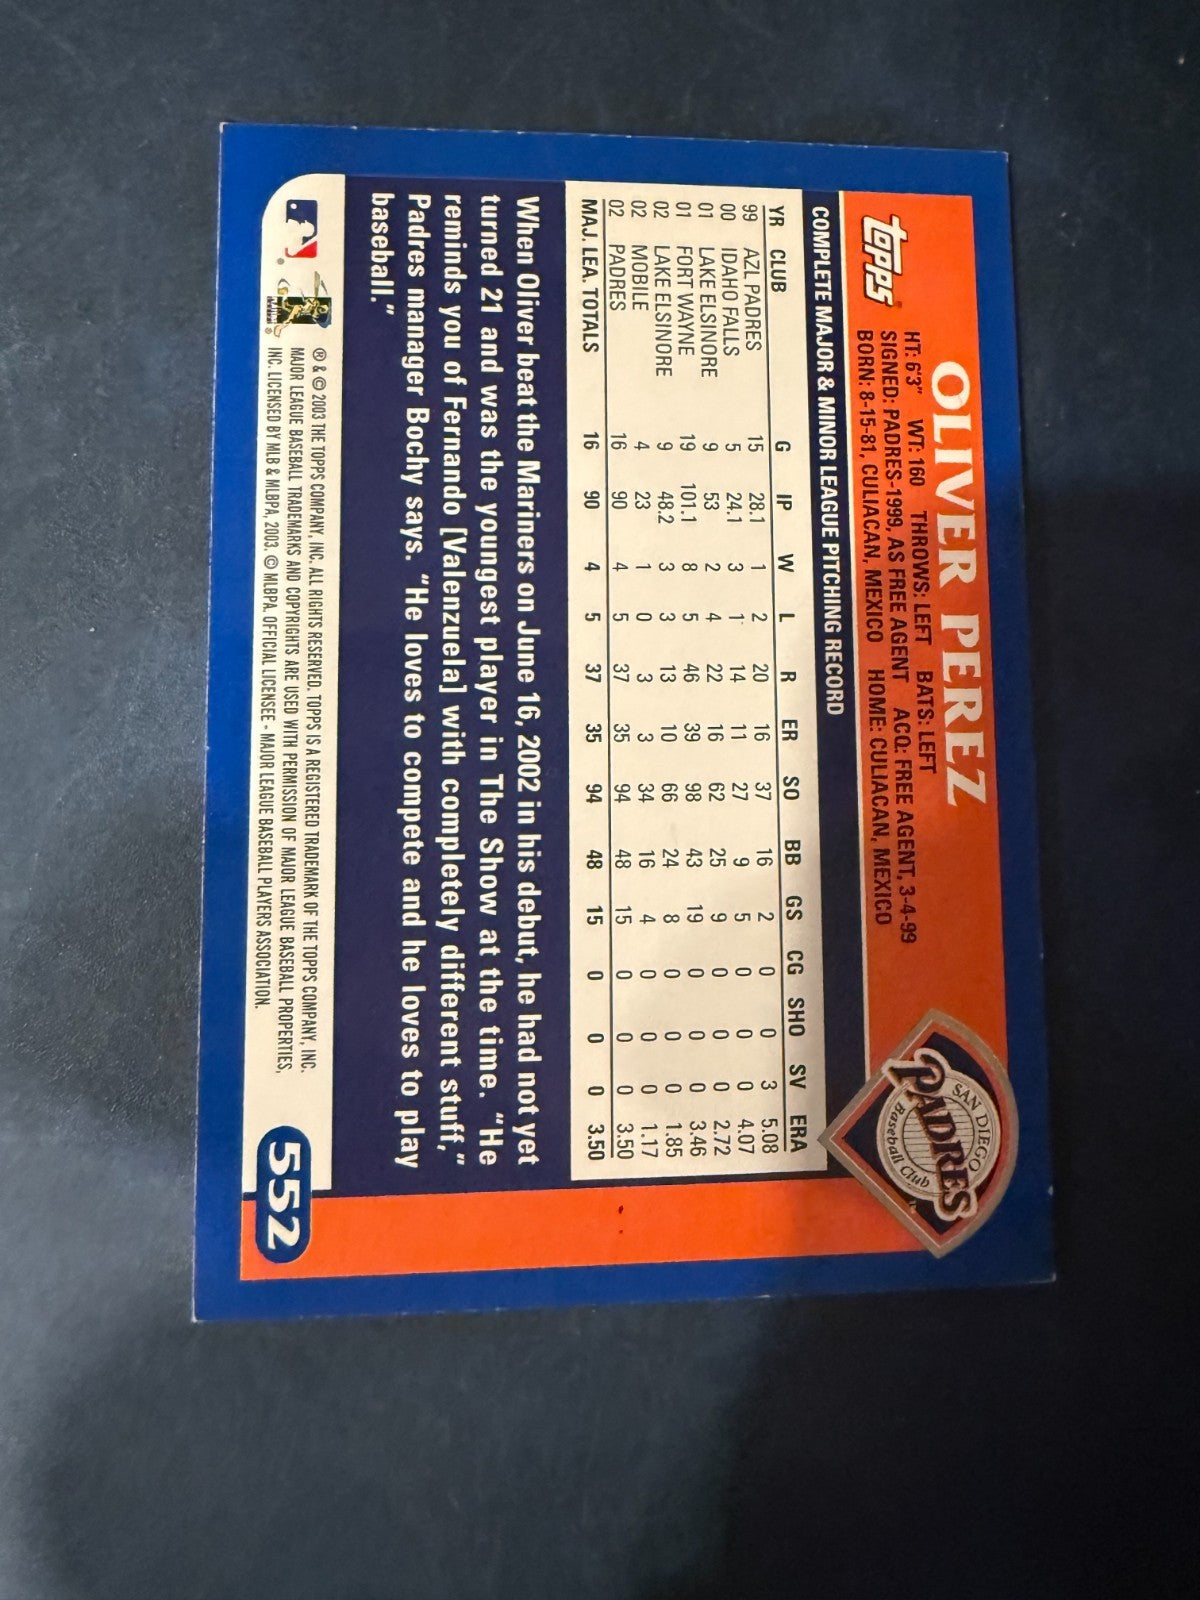 topps
OLIVER PEREZ
HT: 6'3" WT: 160 THROWS: LEFT BATS: LEFT
SIGNED: PADRES-1999, AS FREE AGENT ACQ: FREE AGENT, 3-4-99
BORN: 8-15-81, CULIACAN, MEXICO HOME: CULIACAN, MEXICO
SAN DIEGO
PADRES
Baseball Club
COMPLETE MAJOR & MINOR LEAGUE PITCHING RECORD
YR CLUB G IP W L R ER SO BB GS CG SHO SV ERA
99 AZL PADRES 15 28.1 1 2 20 16 37 16 2 0 0 3 5.08
00 IDAHO FALLS 5 24.1 3 1 14 11 27 9 5 0 0 0 4.07
01 LAKE ELSINORE 9 53 2 4 22 16 62 25 9 0 0 0 2.72
01 FORT WAYNE 19 101.1 8 5 46 39 98 43 19 0 0 0 3.46
02 LAKE ELSINORE 9 48.2 3 3 13 10 66 24 8 0 0 0 1.85
02 MOBILE 4 23 1 0 3 3 34 16 4 0 0 0 1.17
02 PADRES 16 90 4 5 37 35 94 48 15 0 0 0 3.50
MAJ. LEA. TOTALS 16 90 4 5 37 35 94 48 15 0 0 0 3.50
When Oliver beat the Mariners on June 16, 2002 in his debut, he had not yet
turned 21 and was the youngest player in The Show at the time. "He
reminds you of Fernando [Valenzuela] with completely different stuff,"
Padres manager Bochy says. "He loves to compete and he loves to play
baseball."
® & © 2003 THE TOPPS COMPANY, INC. ALL RIGHTS RESERVED. TOPPS IS A REGISTERED TRADEMARK OF THE TOPPS COMPANY, INC.
MAJOR LEAGUE BASEBALL TRADEMARKS AND COPYRIGHTS ARE USED WITH PERMISSION OF MAJOR LEAGUE BASEBALL PROPERTIES,
INC. LICENSED BY MLB & MLBPA, 2003. © MLBPA. OFFICIAL LICENSEE - MAJOR LEAGUE BASEBALL PLAYERS ASSOCIATION.
552